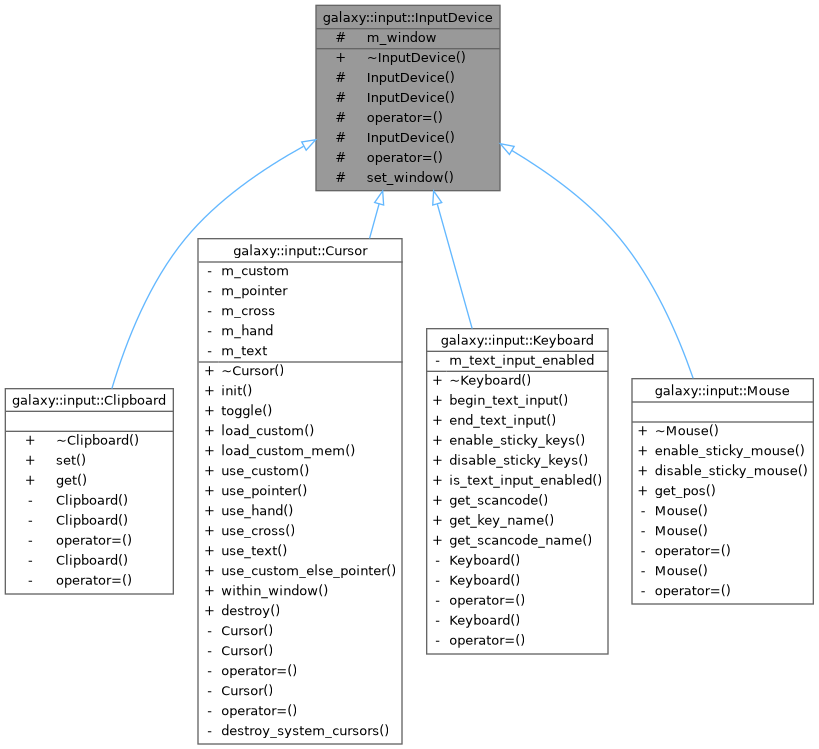 galaxy::input::InputDevice
# m_window
+ ~InputDevice()
# InputDevice()
# InputDevice()
# operator=()
# InputDevice()
# operator=()
# set_window()
galaxy::input::Clipboard
+ ~Clipboard()
+ set()
+ get()
- Clipboard()
- Clipboard()
- operator=()
- Clipboard()
- operator=()
galaxy::input::Cursor
- m_custom
- m_pointer
- m_cross
- m_hand
- m_text
+ ~Cursor()
+ init()
+ toggle()
+ load_custom()
+ load_custom_mem()
+ use_custom()
+ use_pointer()
+ use_hand()
+ use_cross()
+ use_text()
+ use_custom_else_pointer()
+ within_window()
+ destroy()
- Cursor()
- Cursor()
- operator=()
- Cursor()
- operator=()
- destroy_system_cursors()
galaxy::input::Keyboard
- m_text_input_enabled
+ ~Keyboard()
+ begin_text_input()
+ end_text_input()
+ enable_sticky_keys()
+ disable_sticky_keys()
+ is_text_input_enabled()
+ get_scancode()
+ get_key_name()
+ get_scancode_name()
- Keyboard()
- Keyboard()
- operator=()
- Keyboard()
- operator=()
galaxy::input::Mouse
+ ~Mouse()
+ enable_sticky_mouse()
+ disable_sticky_mouse()
+ get_pos()
- Mouse()
- Mouse()
- operator=()
- Mouse()
- operator=()